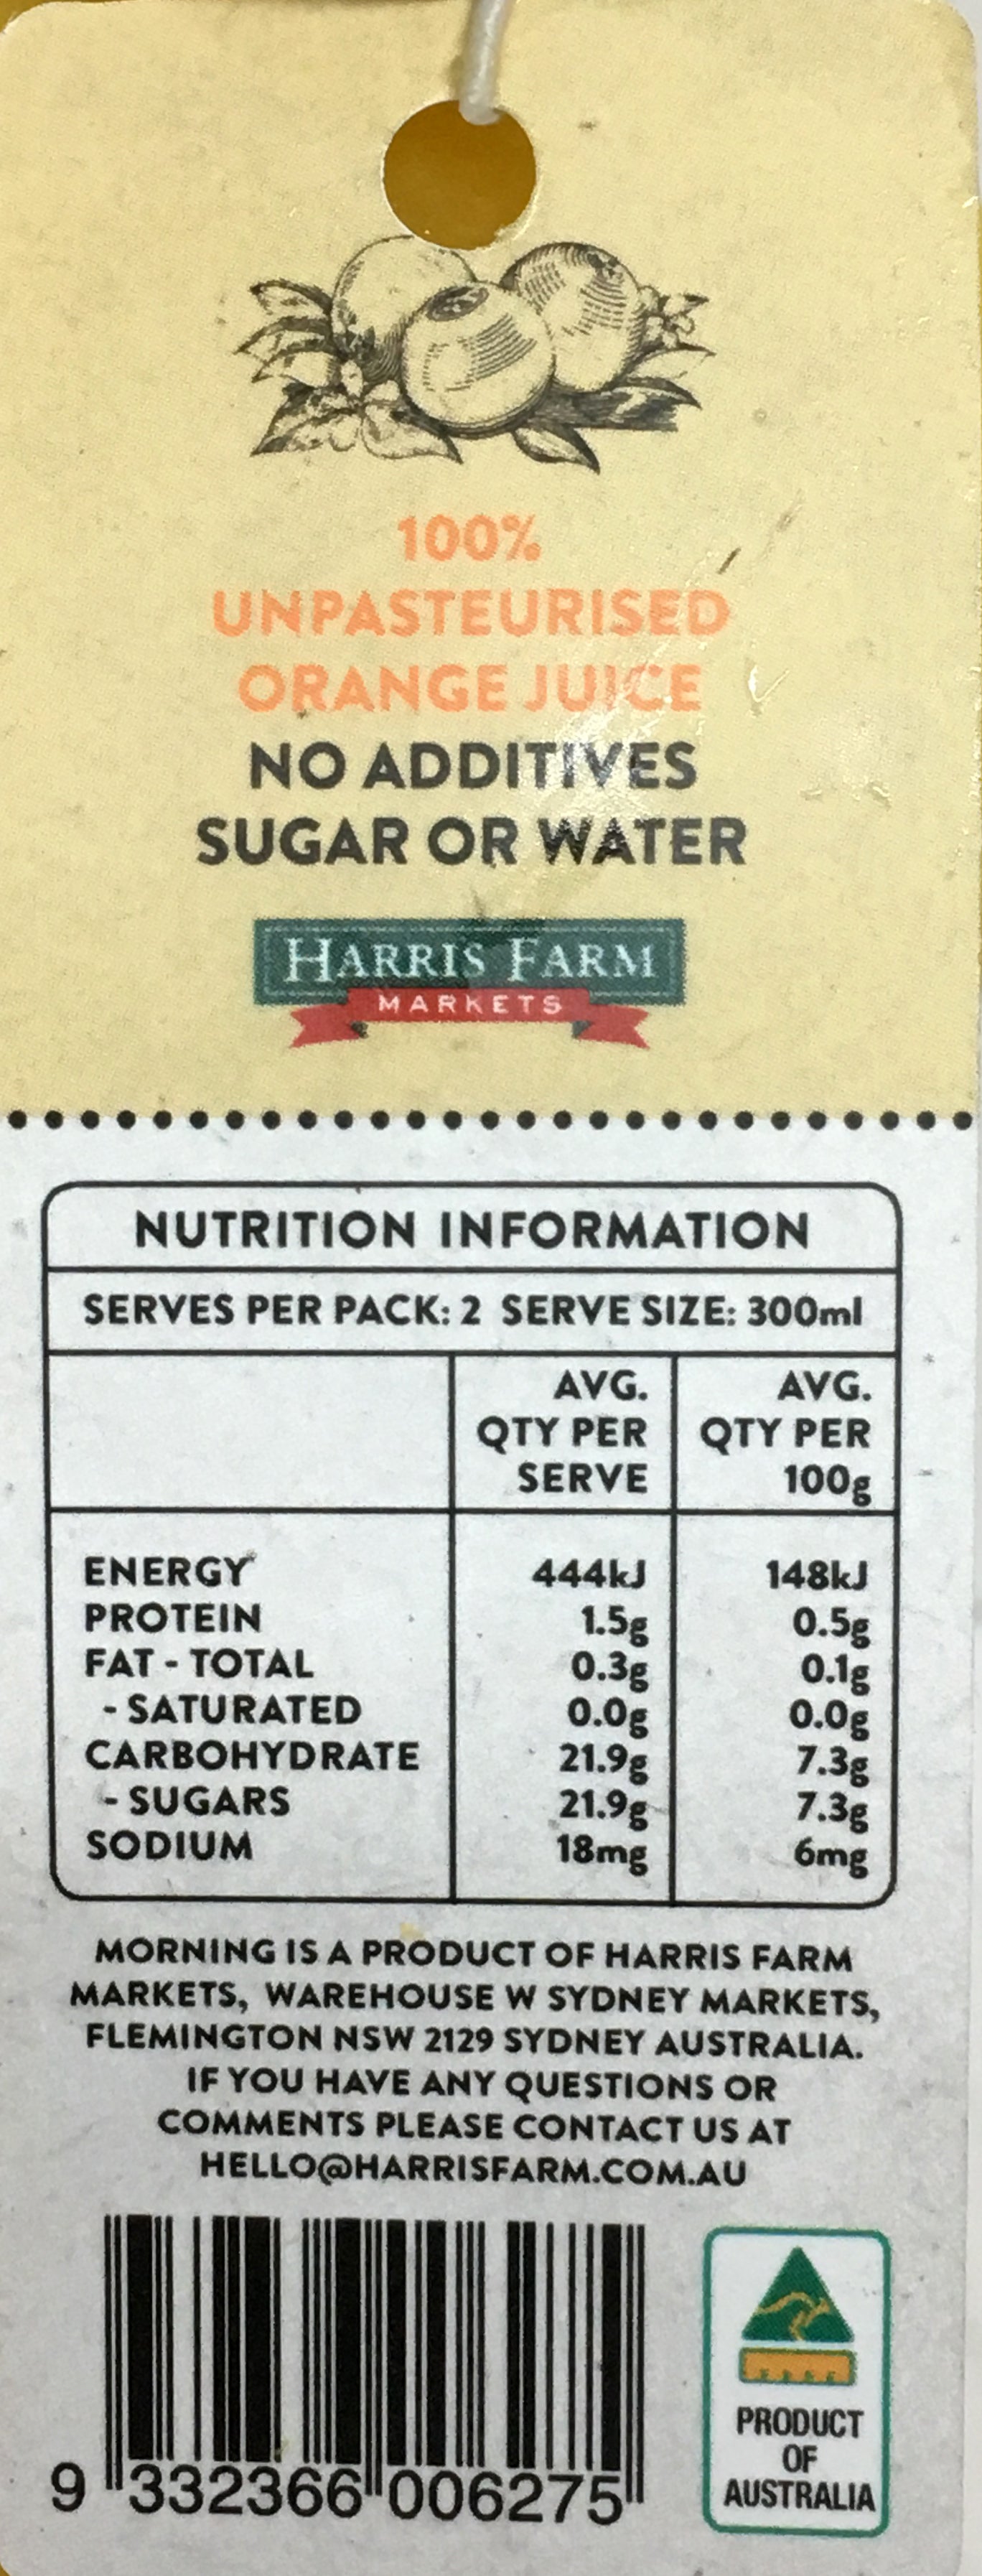 100%
UNPASTEURISED
ORANGE JUICE
NO ADDITIVES
SUGAR OR WATER
HARRIS FARM
MARKETS
NUTRITION INFORMATION
SERVES PER PACK: 2 SERVE SIZE: 300ml
AVG. QTY PER SERVE AVG. QTY PER 100g
ENERGY 444kJ 148kJ
PROTEIN 1.5g 0.5g
FAT - TOTAL 0.3g 0.1g
- SATURATED 0.0g 0.0g
CARBOHYDRATE 21.9g 7.3g
- SUGARS 21.9g 7.3g
SODIUM 18mg 6mg
MORNING IS A PRODUCT OF HARRIS FARM
MARKETS, WAREHOUSE W SYDNEY MARKETS,
FLEMINGTON NSW 2129 SYDNEY AUSTRALIA.
IF YOU HAVE ANY QUESTIONS OR
COMMENTS PLEASE CONTACT US AT
HELLO@HARRISFARM.COM.AU
9 332366 006275
PRODUCT
OF
AUSTRALIA